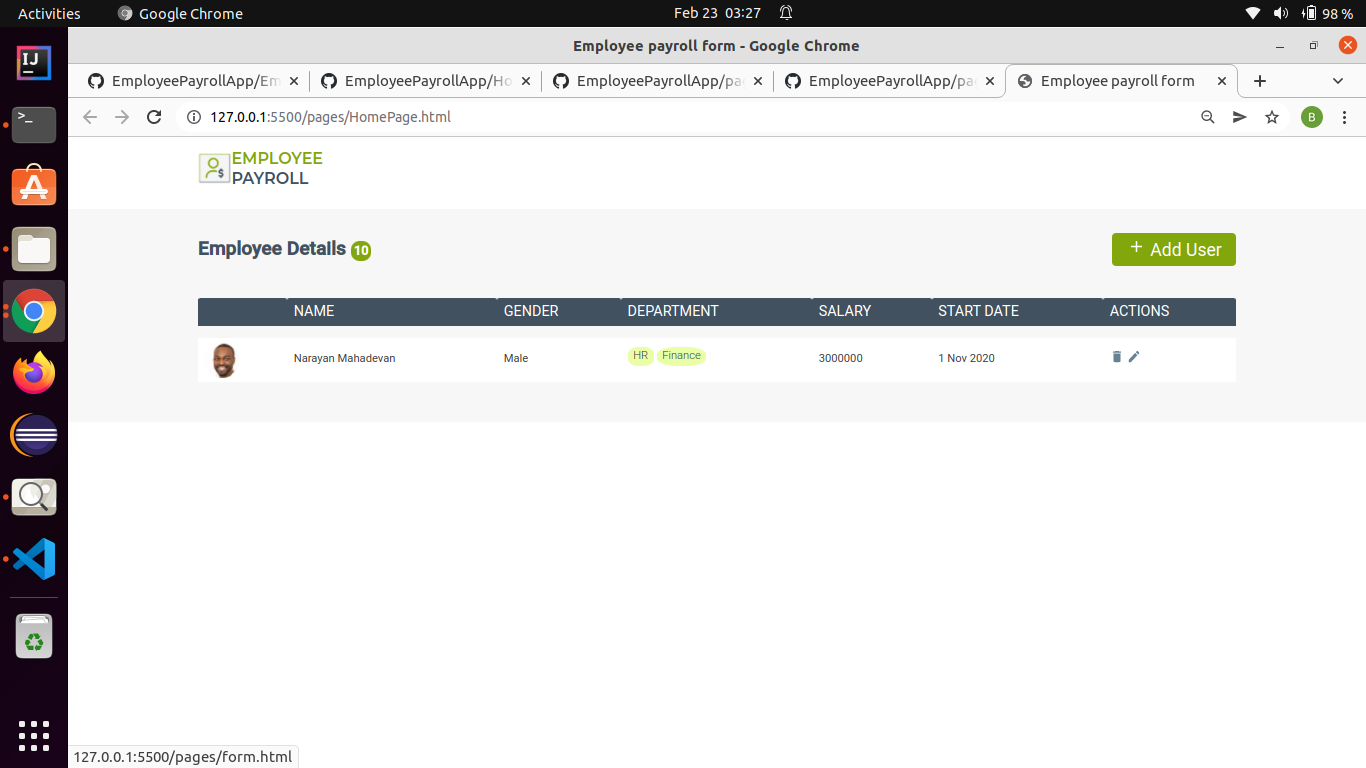 Activities Google Chrome Feb 23 03:27 98 %
Employee payroll form - Google Chrome
EmployeePayrollApp/Em EmployeePayrollApp/Ho EmployeePayrollApp/pa EmployeePayrollApp/pa Employee payroll form
127.0.0.1:5500/pages/HomePage.html B
EMPLOYEE
PAYROLL
Employee Details 10 + Add User
NAME GENDER DEPARTMENT SALARY START DATE ACTIONS
Narayan Mahadevan Male HR Finance 3000000 1 Nov 2020
127.0.0.1:5500/pages/form.html